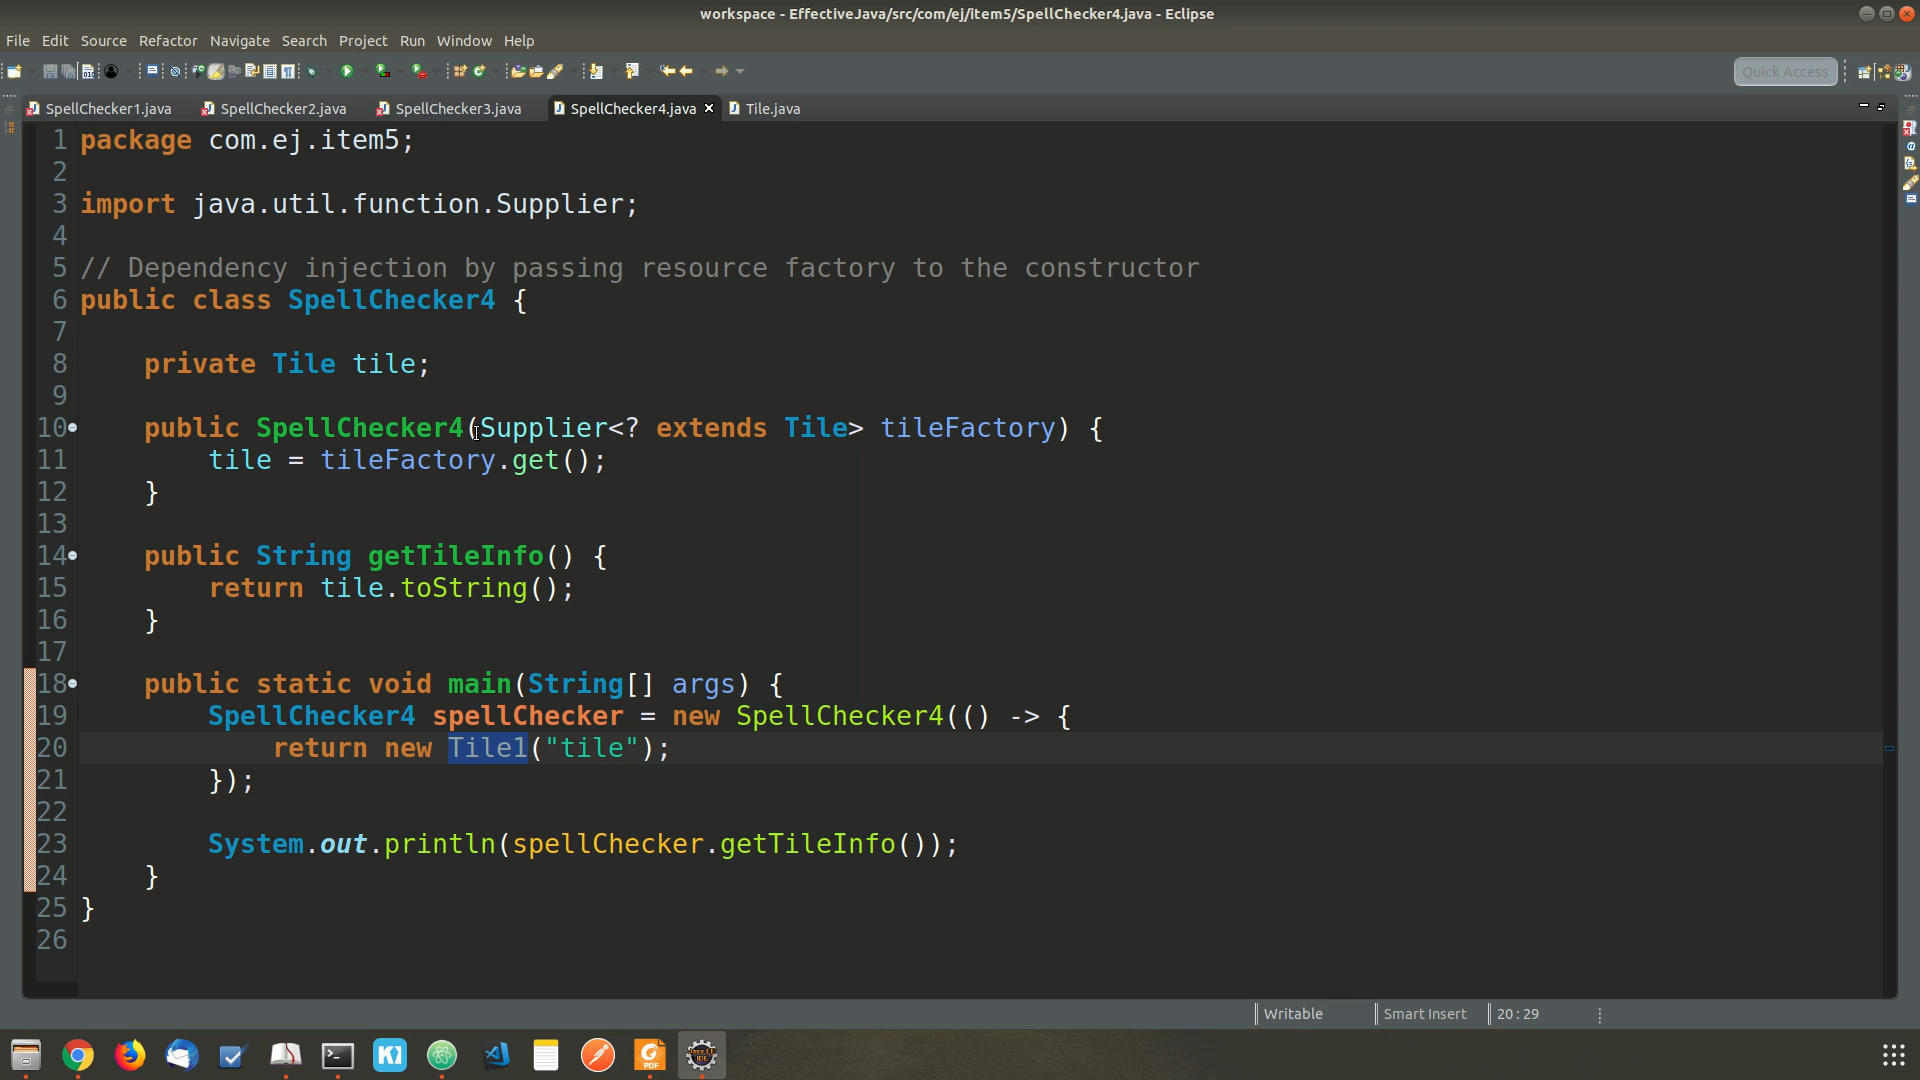 workspace - EffectiveJava/src/com/ej/item5/SpellChecker4.java - Eclipse
File Edit Source Refactor Navigate Search Project Run Window Help
Quick Access
SpellChecker1.java SpellChecker2.java SpellChecker3.java SpellChecker4.java Tile.java
1 package com.ej.item5;
2
3 import java.util.function.Supplier;
4
5 // Dependency injection by passing resource factory to the constructor
6 public class SpellChecker4 {
7
8 private Tile tile;
9
10 public SpellChecker4(Supplier<? extends Tile> tileFactory) {
11 tile = tileFactory.get();
12 }
13
14 public String getTileInfo() {
15 return tile.toString();
16 }
17
18 public static void main(String[] args) {
19 SpellChecker4 spellChecker = new SpellChecker4(() -> {
20 return new Tile1("tile");
21 });
22
23 System.out.println(spellChecker.getTileInfo());
24 }
25 }
26
Writable Smart Insert 20:29